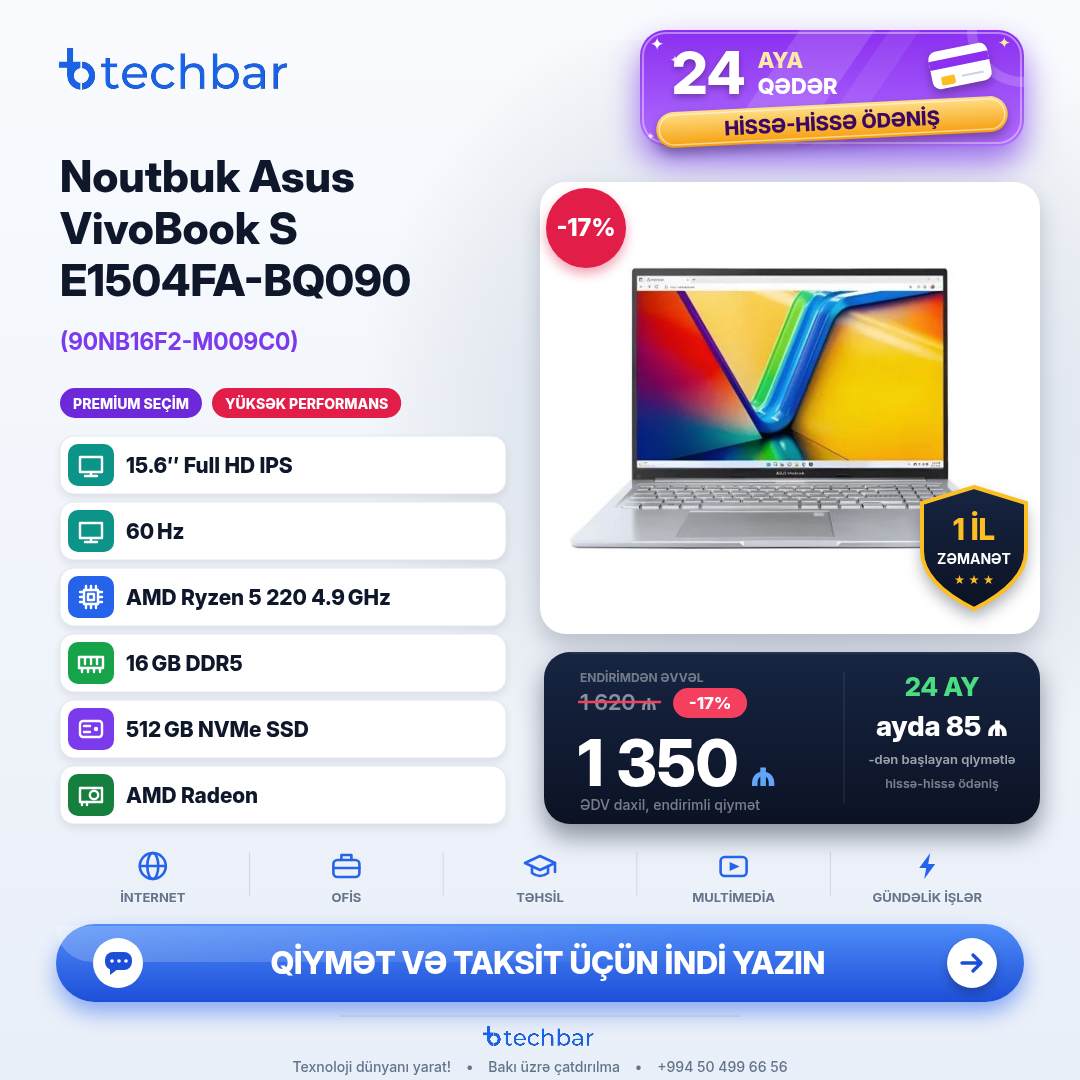 techbar
24 AYA
QƏDƏR
HİSSƏ-HİSSƏ ÖDƏNİŞ
Noutbuk Asus
VivoBook S
E1504FA-BQ090
(90NB16F2-M009C0)
PREMİUM SEÇİM
YÜKSƏK PERFORMANS
15.6’’ Full HD IPS
60 Hz
AMD Ryzen 5 220 4.9 GHz
16 GB DDR5
512 GB NVMe SSD
AMD Radeon
-17%
1 İL
ZƏMANƏT
ENDİRİMDƏN ƏVVƏL
1 620 ₼
-17%
1 350 ₼
ƏDV daxil, endirimli qiymət
24 AY
ayda 85 ₼
-dən başlayan qiymətlə
hissə-hissə ödəniş
İNTERNET
OFİS
TƏHSİL
MULTİMEDİA
GÜNDƏLİK İŞLƏR
QİYMƏT VƏ TAKSİT ÜÇÜN İNDİ YAZIN
techbar
Texnoloji dünyanı yarat! • Bakı üzrə çatdırılma • +994 50 499 66 56